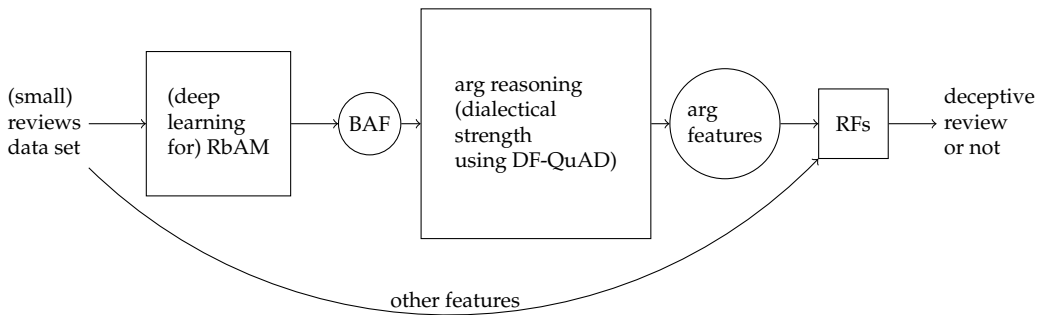 (small)
reviews
data set
(deep
learning
for) RbAM
BAF
arg reasoning
(dialectical
strength
using DF-QuAD)
arg
features
RFs
deceptive
review
or not
other features